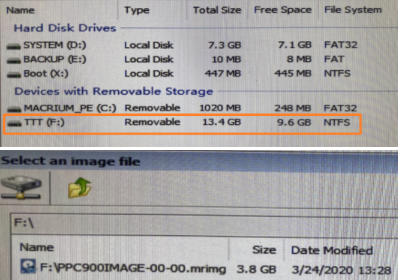 Name Type Total Size Free Space File System
Hard Disk Drives
SYSTEM (D:) Local Disk 7.3 GB 7.1 GB FAT32
BACKUP (E:) Local Disk 10 MB 8 MB FAT
Boot (X:) Local Disk 447 MB 445 MB NTFS
Devices with Removable Storage
MACRIUM_PE (C:) Removable 1020 MB 248 MB FAT32
TTT (F:) Removable 13.4 GB 9.6 GB NTFS
Select an image file
F:\
Name Size Date Modified
F:\PPC900IMAGE-00-00.mrimg 3.8 GB 3/24/2020 13:28